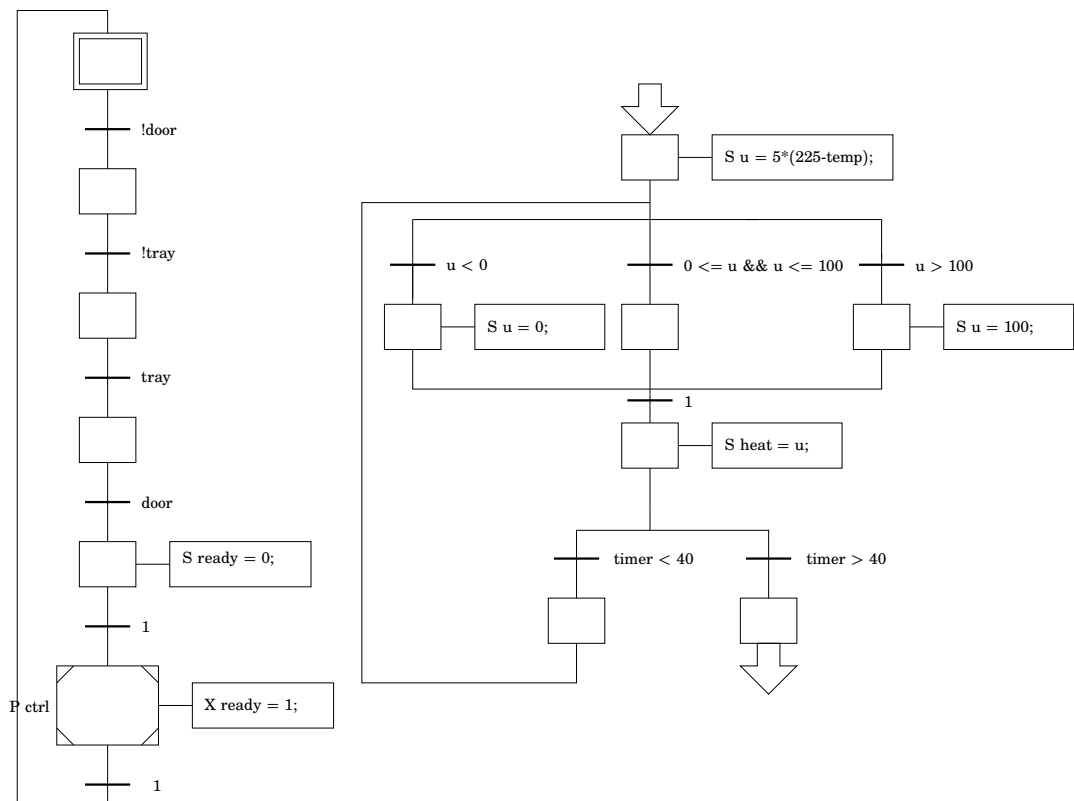 !door
!tray
tray
door
S ready = 0;
1
P ctrl
X ready = 1;
1
S u = 5*(225-temp);
u < 0
0 <= u && u <= 100
u > 100
S u = 0;
S u = 100;
1
S heat = u;
timer < 40
timer > 40